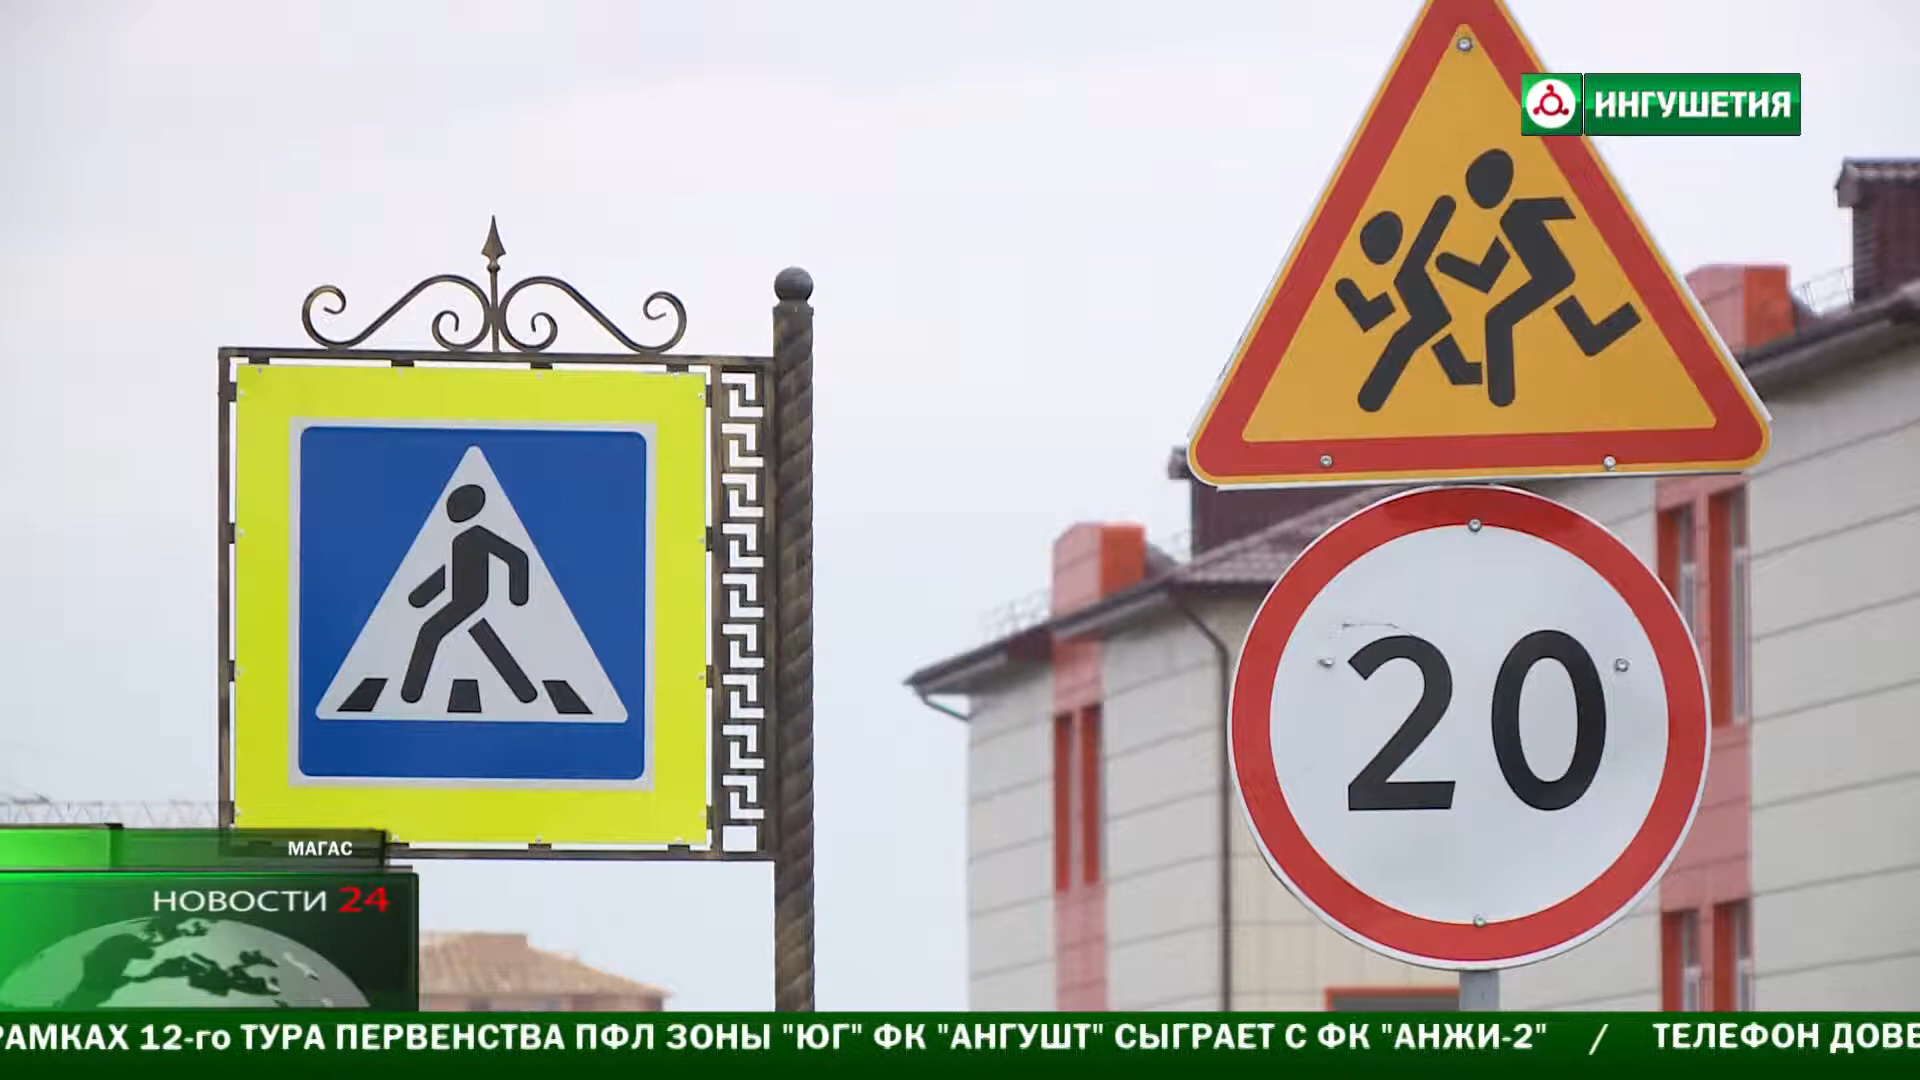 ИНГУШЕТИЯ
20
МАГАС
НОВОСТИ 24
РАМКАХ 12-го ТУРА ПЕРВЕНСТВА ПФЛ ЗОНЫ "ЮГ" ФК "АНГУШТ" СЫГРАЕТ С ФК "АНЖИ-2" / ТЕЛЕФОН ДОВЕ